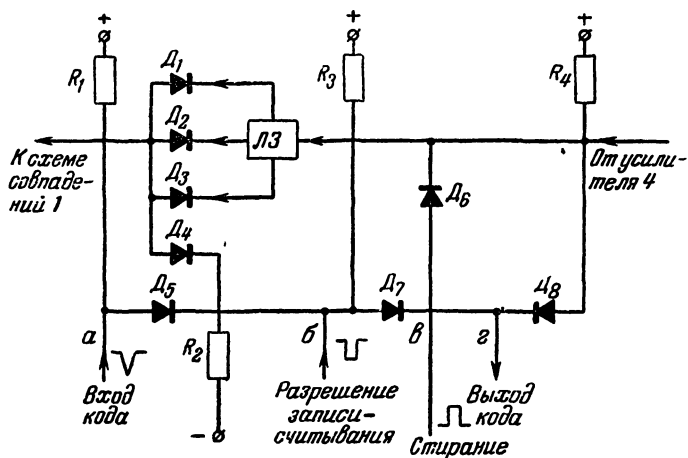 +
+
+
R1
Д1
R3
R4
Д2
ЛЗ
К схеме
совпаде-
ний 1
От усили-
теля 4
Д3
Д6
Д4
Д5
Д7
Д8
а
R2
б
в
г
Вход
кода
Разрешение
записи-
считывания
Выход
кода
–
Стирание